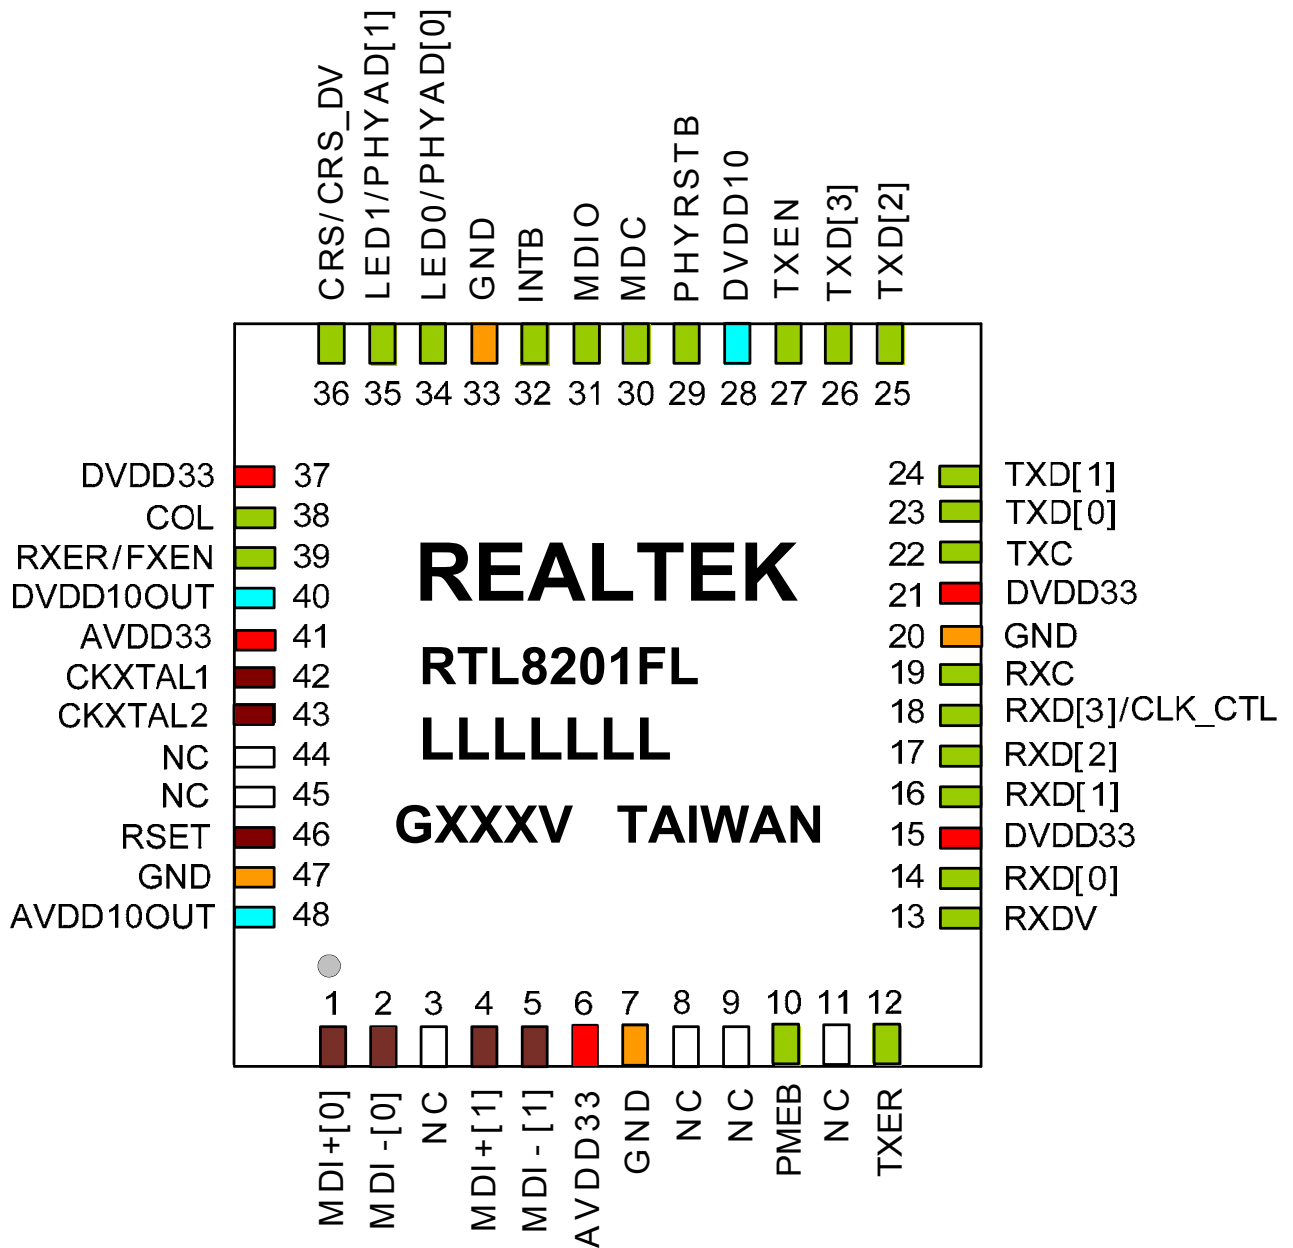 CRS/CRS_DV
LED1/PHYAD[1]
LED0/PHYAD[0]
GND
INTB
MDIO
MDC
PHYRSTB
DVDD10
TXEN
TXD[3]
TXD[2]
36 35 34 33 32 31 30 29 28 27 26 25
DVDD33 37
COL 38
RXER/FXEN 39
DVDD10OUT 40
AVDD33 41
CKXTAL1 42
CKXTAL2 43
NC 44
NC 45
RSET 46
GND 47
AVDD10OUT 48
REALTEK
RTL8201FL
LLLLLLL
GXXXV TAIWAN
24 TXD[1]
23 TXD[0]
22 TXC
21 DVDD33
20 GND
19 RXC
18 RXD[3]/CLK_CTL
17 RXD[2]
16 RXD[1]
15 DVDD33
14 RXD[0]
13 RXDV
1 2 3 4 5 6 7 8 9 10 11 12
MDI+[0]
MDI-[0]
NC
MDI+[1]
MDI-[1]
AVDD33
GND
NC
NC
PMEB
NC
TXER